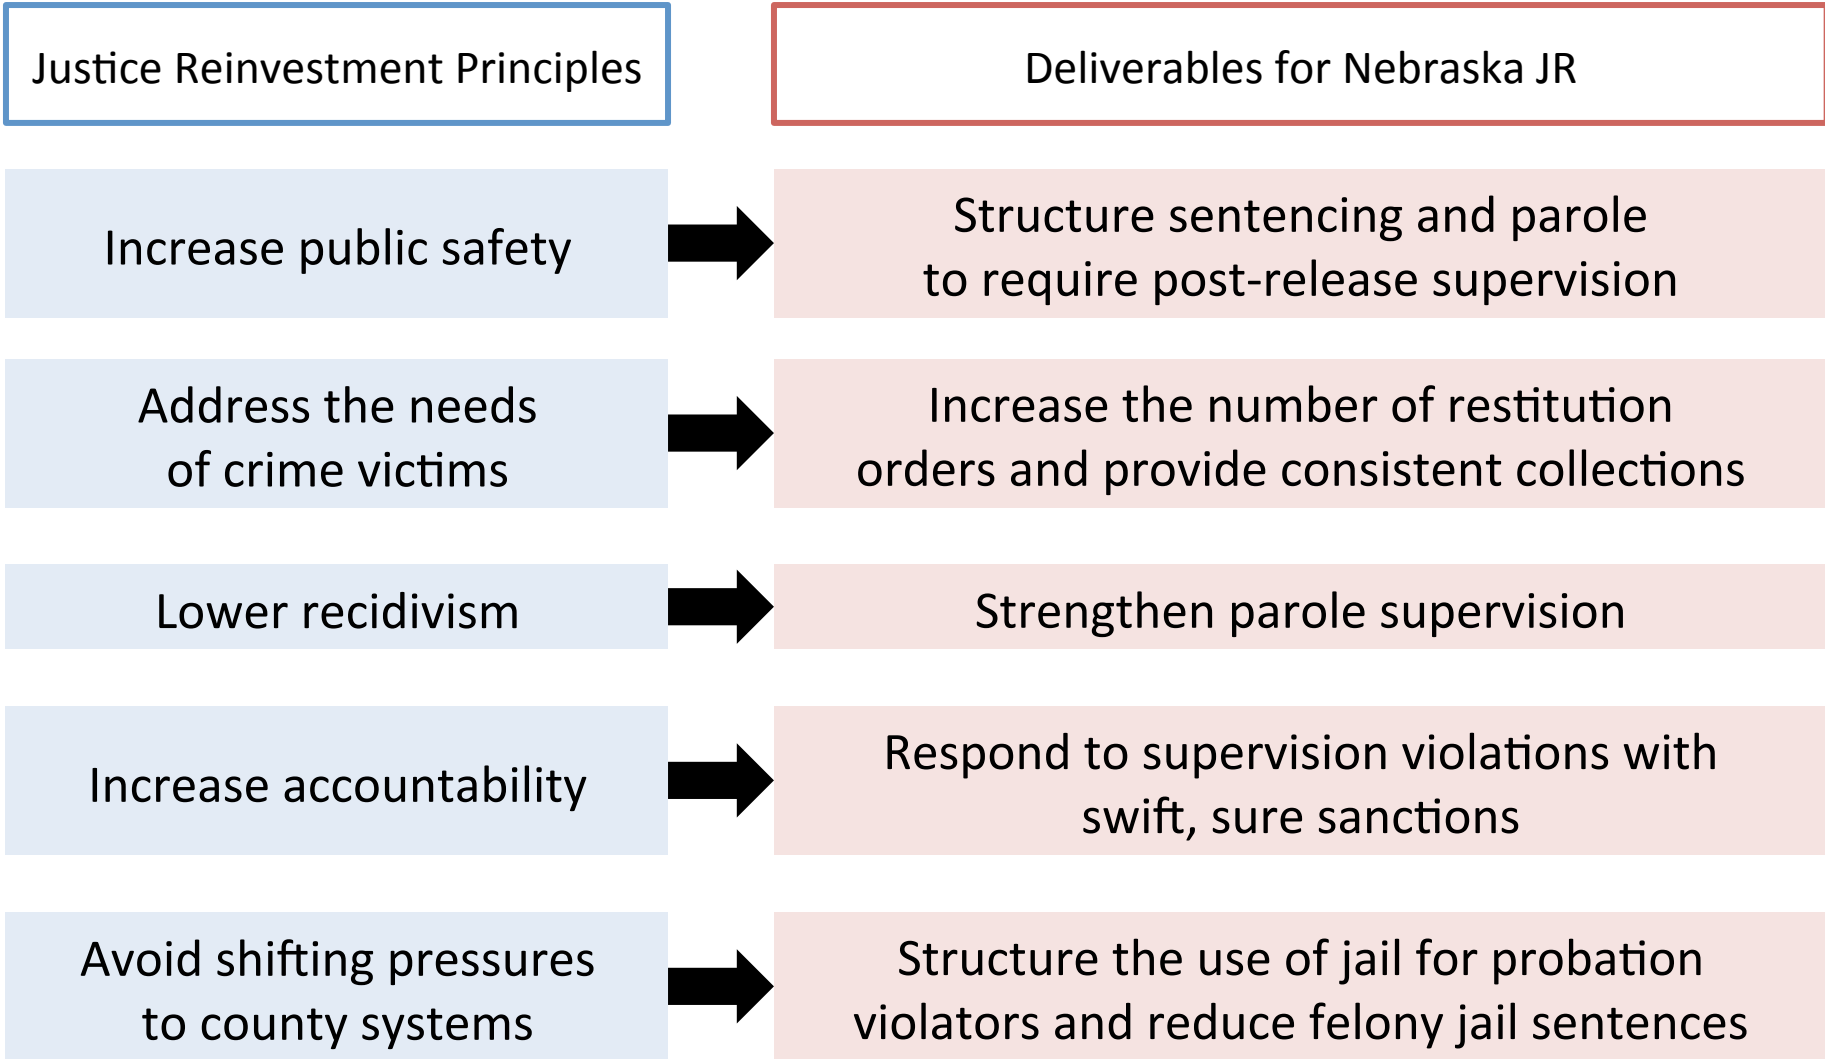 Justice Reinvestment Principles
Deliverables for Nebraska JR
Increase public safety
Structure sentencing and parole
to require post-release supervision
Address the needs
of crime victims
Increase the number of restitution
orders and provide consistent collections
Lower recidivism
Strengthen parole supervision
Increase accountability
Respond to supervision violations with
swift, sure sanctions
Avoid shifting pressures
to county systems
Structure the use of jail for probation
violators and reduce felony jail sentences